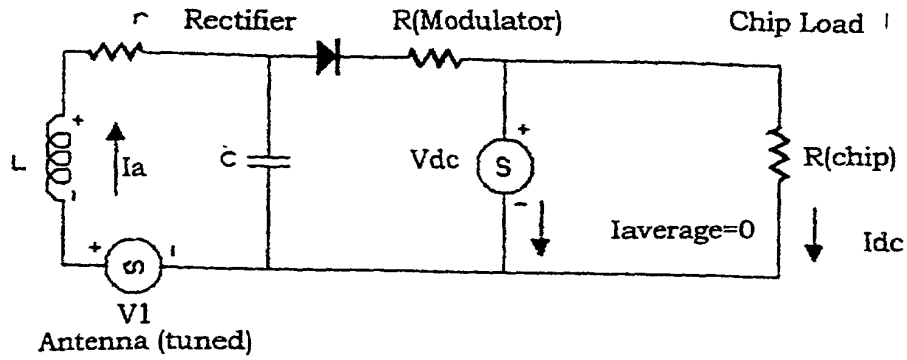 r Rectifier R(Modulator) Chip Load
L Ia C Vdc S R(chip)
Iaverage=0 Idc
S
V1
Antenna (tuned)